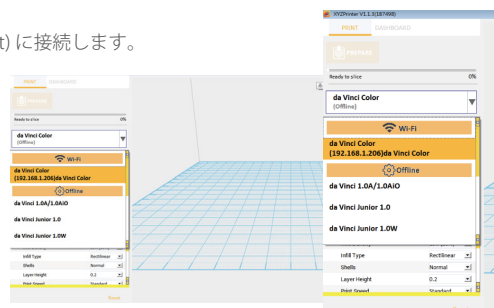 t) に接続します。
PRINT DASHBOARD
PREPARE
Ready to slice 0%
da Vinci Color
(Offline)
Wi-Fi
da Vinci Color
(192.168.1.206)da Vinci Color
Offline
da Vinci 1.0A/1.0AiO
da Vinci Junior 1.0
da Vinci Junior 1.0W
Infill Type Rectilinear
Shells Normal
Layer Height 0.2
Print Speed Standard
Reset
XYZPrinter V1.1.3(187498)
PRINT DASHBOARD
PREPARE
Ready to slice 0%
da Vinci Color
(Offline)
Wi-Fi
da Vinci Color
(192.168.1.206)da Vinci Color
Offline
da Vinci 1.0A/1.0AiO
da Vinci Junior 1.0
da Vinci Junior 1.0W
Infill Type Rectilinear
Shells Normal
Layer Height 0.2
Print Speed Standard